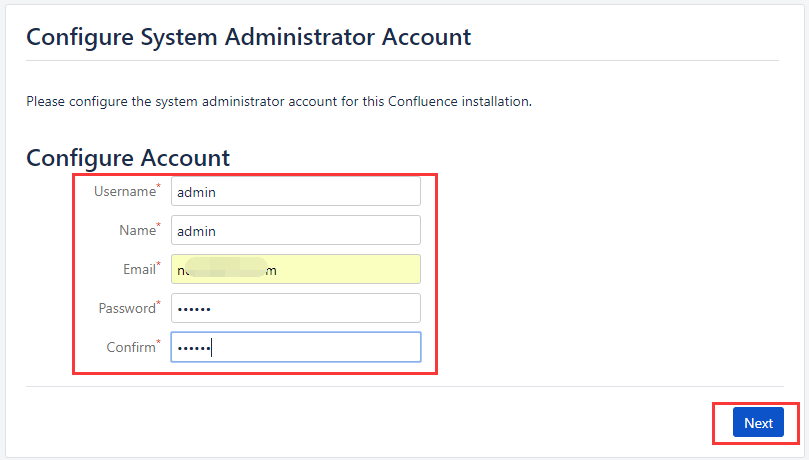 Configure System Administrator Account
Please configure the system administrator account for this Confluence installation.
Configure Account
Username* admin
Name* admin
Email*
Password* ••••••
Confirm* ••••••
Next